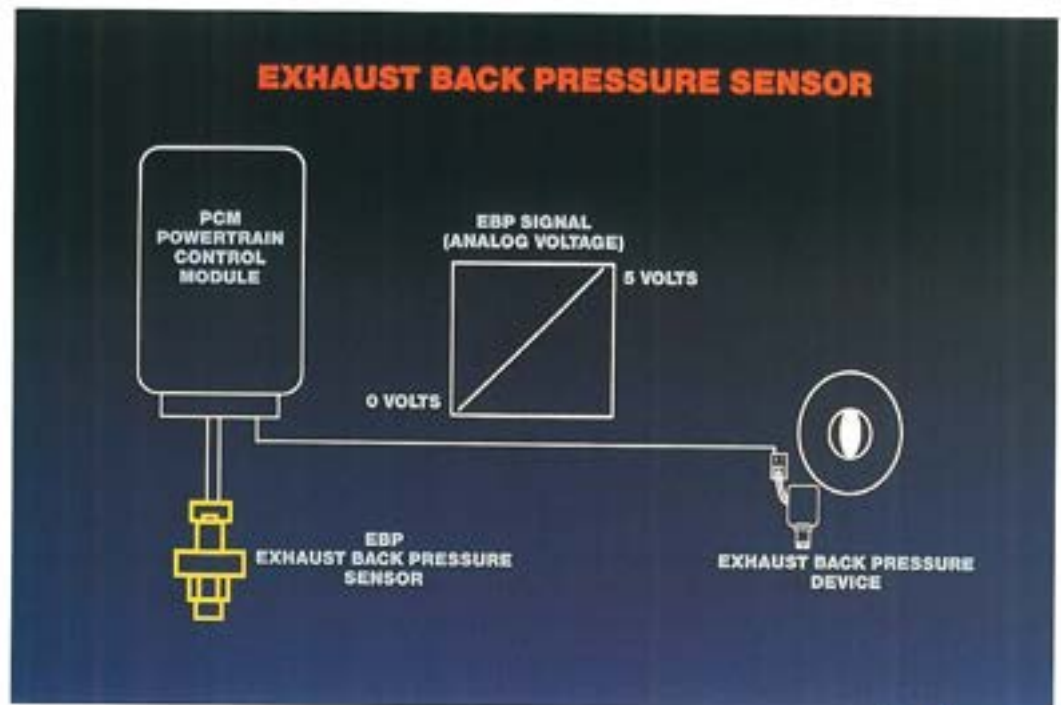 EXHAUST BACK PRESSURE SENSOR
PCM
POWERTRAIN
CONTROL
MODULE
EBP SIGNAL
(ANALOG VOLTAGE)
5 VOLTS
0 VOLTS
EBP
EXHAUST BACK PRESSURE
SENSOR
EXHAUST BACK PRESSURE
DEVICE